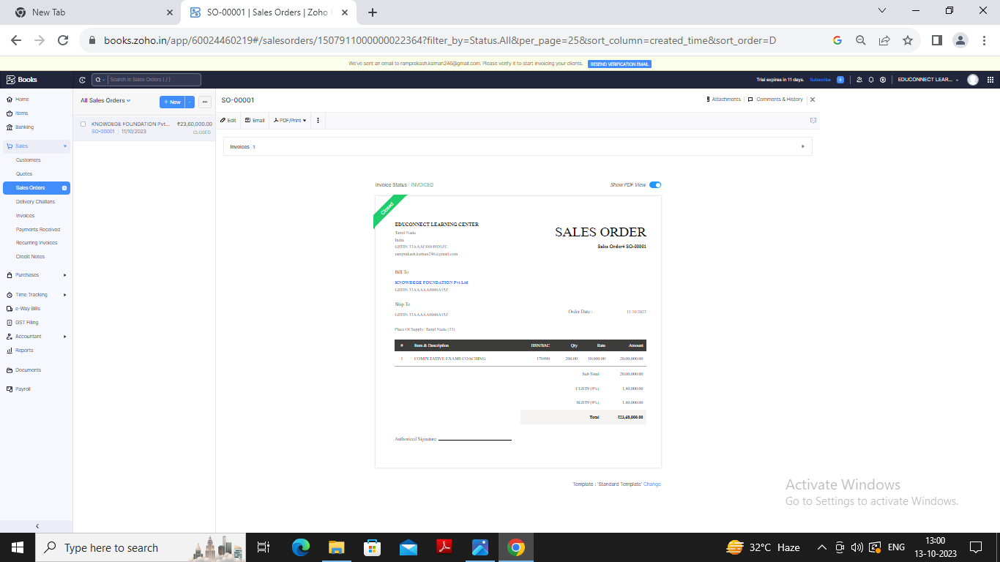 New Tab
SO-00001 | Sales Orders | Zoho
books.zoho.in/app/60024460219#/salesorders/1507911000000022364?filter_by=Status.All&per_page=25&sort_column=created_time&sort_order=D
We've sent an email to ramprakash.karnan246@gmail.com. Please verify it to start invoicing your clients. RESEND VERIFICATION EMAIL
Books
Search in Sales Orders ( / )
Trial expires in 11 days. Subscribe
EDUCONNECT LEAR...
Home
Items
Banking
Sales
Customers
Quotes
Sales Orders
Delivery Challans
Invoices
Payments Received
Recurring Invoices
Credit Notes
Purchases
Time Tracking
e-Way Bills
GST Filing
Accountant
Reports
Documents
Payroll
All Sales Orders
+ New
KNOWDEGE FOUNDATION Pvt... ₹23,60,000.00
SO-00001 | 11/10/2023 CLOSED
SO-00001
Attachments
Comments & History
Edit
Email
PDF/Print
Invoices 1
Invoice Status : INVOICED
Show PDF View
Closed
EDUCONNECT LEARNING CENTER
Tamil Nadu
India
ramprakash.karnan246@gmail.com
SALES ORDER
Sales Order# SO-00001
Bill To
KNOWDEGE FOUNDATION Pvt Ltd
GSTIN 33AAAAA0000A15Z
Ship To
GSTIN 33AAAAA0000A15Z
Order Date : 11/10/2023
Place Of Supply: Tamil Nadu (33)
# Item & Description HSN/SAC Qty Rate Amount
1 COMPETATIVE EXAMS COACHING 170490 200.00 10,000.00 20,00,000.00
Sub Total 20,00,000.00
CGST9 (9%) 1,80,000.00
SGST9 (9%) 1,80,000.00
Total ₹23,60,000.00
Authorized Signature
Template : 'Standard Template' Change
Activate Windows
Go to Settings to activate Windows.
Type here to search
32°C Haze
ENG
13:00
13-10-2023